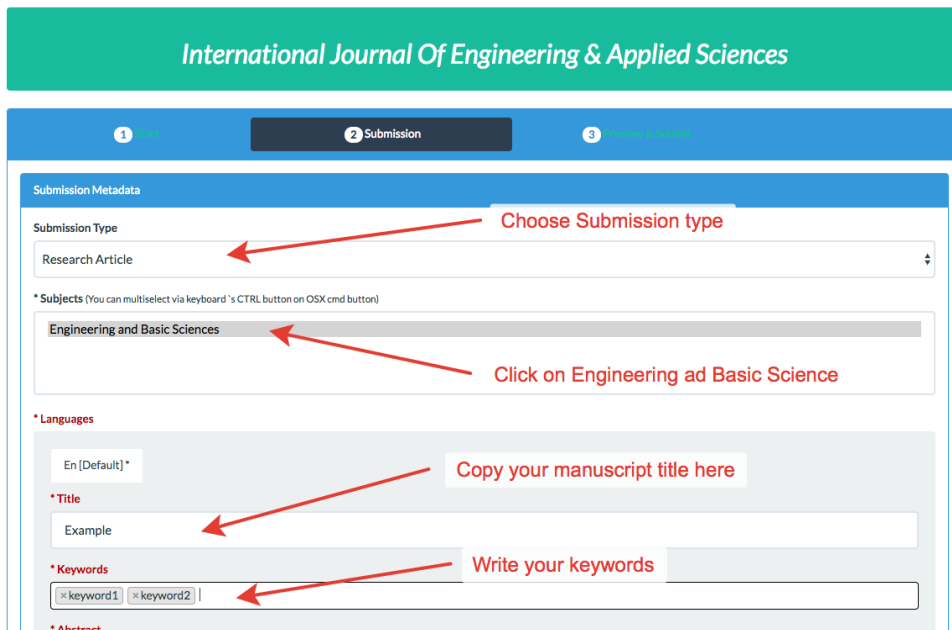 International Journal Of Engineering & Applied Sciences
1 Start 2 Submission 3 Preview & Submit
Submission Metadata
Submission Type
Choose Submission type
Research Article
* Subjects (You can multiselect via keyboard `s CTRL button on OSX cmd button)
Engineering and Basic Sciences
Click on Engineering ad Basic Science
* Languages
En [Default] *
Copy your manuscript title here
* Title
Example
* Keywords
Write your keywords
×keyword1 ×keyword2
* Abstract